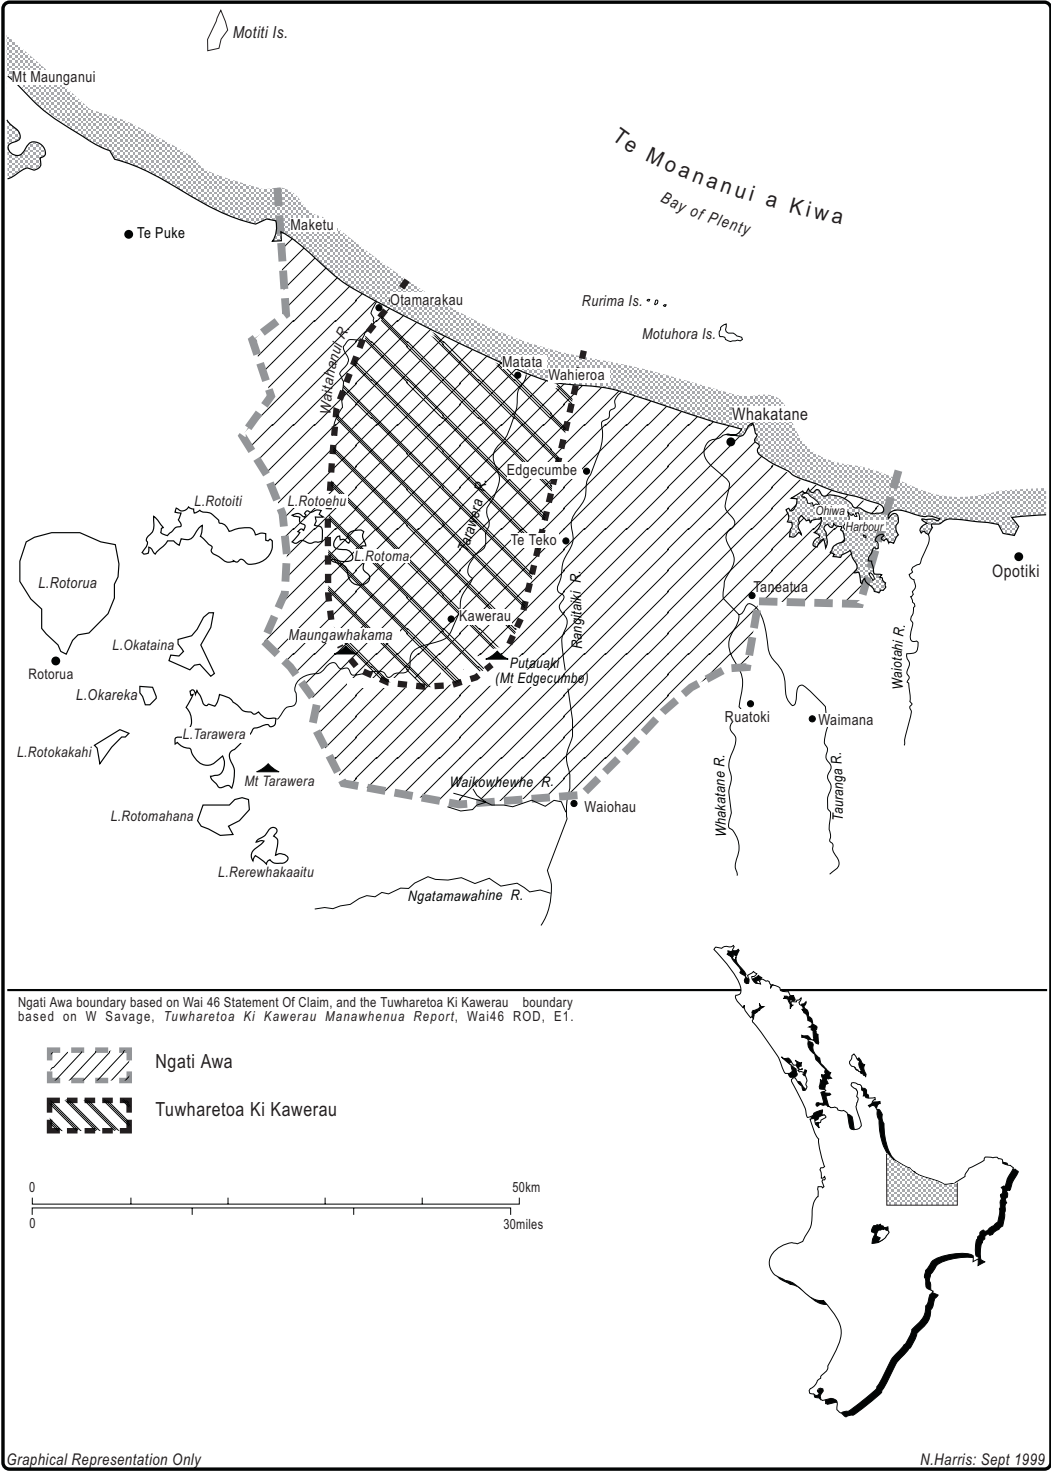 Motiti Is.
Mt Maunganui
Te Moananui a Kiwa
Bay of Plenty
Te Puke
Maketu
Otamarakau
Rurima Is.
Motuhora Is.
Waitahanui R.
Matata
Wahieroa
Whakatane
Edgecumbe
L.Rotoiti
L.Rotoehu
Tarawera R.
Ohiwa
Harbour
Te Teko
L.Rotoma
L.Rotorua
Opotiki
Taneatua
Rangitaiki R.
Kawerau
Maungawhakama
L.Okataina
Waiotahi R.
Putauaki
(Mt Edgecumbe)
Rotorua
L.Okareka
Ruatoki
Waimana
L.Tarawera
L.Rotokakahi
Mt Tarawera
Waikowhewhe R.
Whakatane R.
Tauranga R.
Waiohau
L.Rotomahana
L.Rerewhakaaitu
Ngatamawahine R.
Ngati Awa boundary based on Wai 46 Statement Of Claim, and the Tuwharetoa Ki Kawerau boundary
based on W Savage, Tuwharetoa Ki Kawerau Manawhenua Report, Wai46 ROD, E1.
Ngati Awa
Tuwharetoa Ki Kawerau
0 50km
0 30miles
Graphical Representation Only
N.Harris: Sept 1999